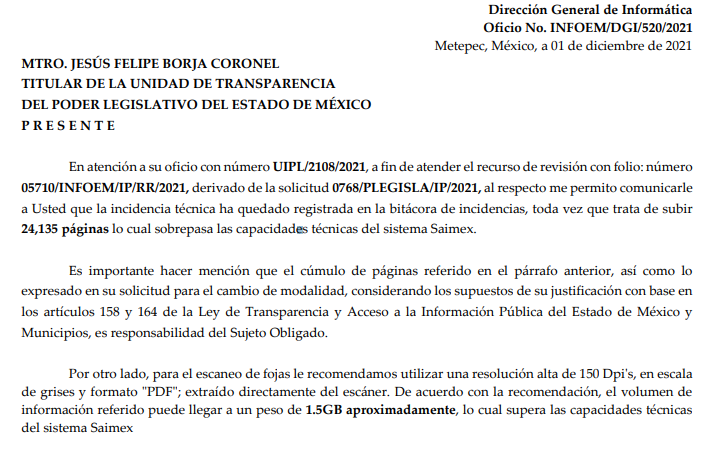 Dirección General de Informática
Oficio No. INFOEM/DGI/520/2021
Metepec, México, a 01 de diciembre de 2021
MTRO. JESÚS FELIPE BORJA CORONEL
TITULAR DE LA UNIDAD DE TRANSPARENCIA
DEL PODER LEGISLATIVO DEL ESTADO DE MÉXICO
P R E S E N T E
En atención a su oficio con número UIPL/2108/2021, a fin de atender el recurso de revisión con folio: número
05710/INFOEM/IP/RR/2021, derivado de la solicitud 0768/PLEGISLA/IP/2021, al respecto me permito comunicarle
a Usted que la incidencia técnica ha quedado registrada en la bitácora de incidencias, toda vez que trata de subir
24,135 páginas lo cual sobrepasa las capacidades técnicas del sistema Saimex.
Es importante hacer mención que el cúmulo de páginas referido en el párrafo anterior, así como lo
expresado en su solicitud para el cambio de modalidad, considerando los supuestos de su justificación con base en
los artículos 158 y 164 de la Ley de Transparencia y Acceso a la Información Pública del Estado de México y
Municipios, es responsabilidad del Sujeto Obligado.
Por otro lado, para el escaneo de fojas le recomendamos utilizar una resolución alta de 150 Dpi's, en escala
de grises y formato "PDF"; extraído directamente del escáner. De acuerdo con la recomendación, el volumen de
información referido puede llegar a un peso de 1.5GB aproximadamente, lo cual supera las capacidades técnicas
del sistema Saimex